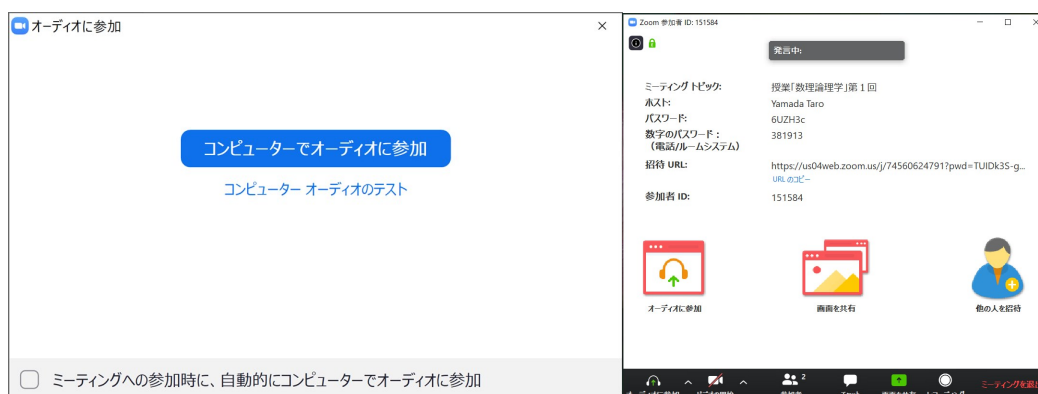 オーディオに参加
コンピューターでオーディオに参加
コンピューター オーディオのテスト
ミーティングへの参加時に、自動的にコンピューターでオーディオに参加
Zoom 参加者 ID: 151584
発言中:
ミーティング トピック: 授業「数理論理学」第 1 回
ホスト: Yamada Taro
パスワード: 6UZH3c
数字のパスワード: 381913
(電話/ルームシステム)
招待 URL: https://us04web.zoom.us/j/74560624791?pwd=TUlDk3S-g...
URL のコピー
参加者 ID: 151584
オーディオに参加
画面を共有
他の人を招待
2
ミーティングを退出